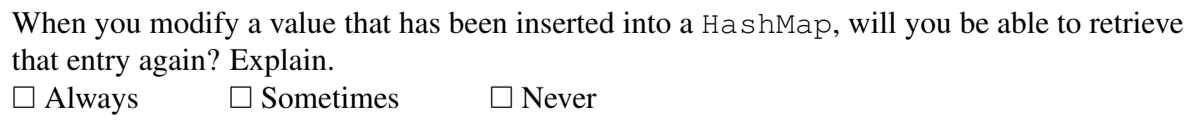 When you modify a value that has been inserted into a HashMap, will you be able to retrieve
that entry again? Explain.
□ Always □ Sometimes □ Never